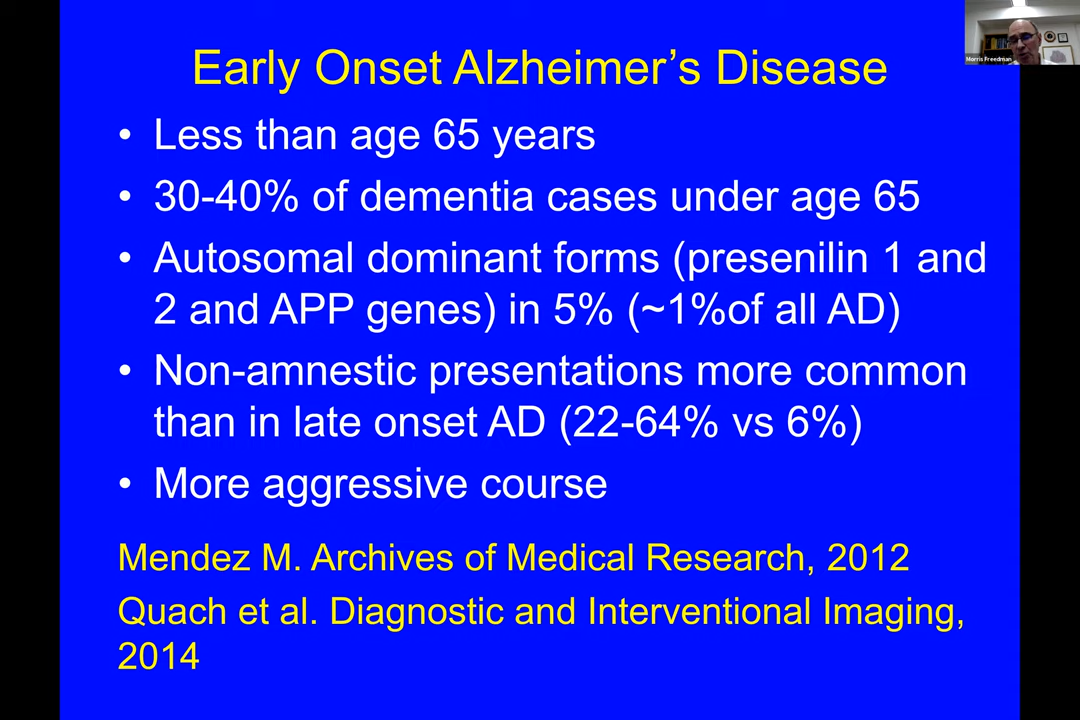 Morris Freedman
Early Onset Alzheimer’s Disease
• Less than age 65 years
• 30-40% of dementia cases under age 65
• Autosomal dominant forms (presenilin 1 and
2 and APP genes) in 5% (~1%of all AD)
• Non-amnestic presentations more common
than in late onset AD (22-64% vs 6%)
• More aggressive course
Mendez M. Archives of Medical Research, 2012
Quach et al. Diagnostic and Interventional Imaging,
2014